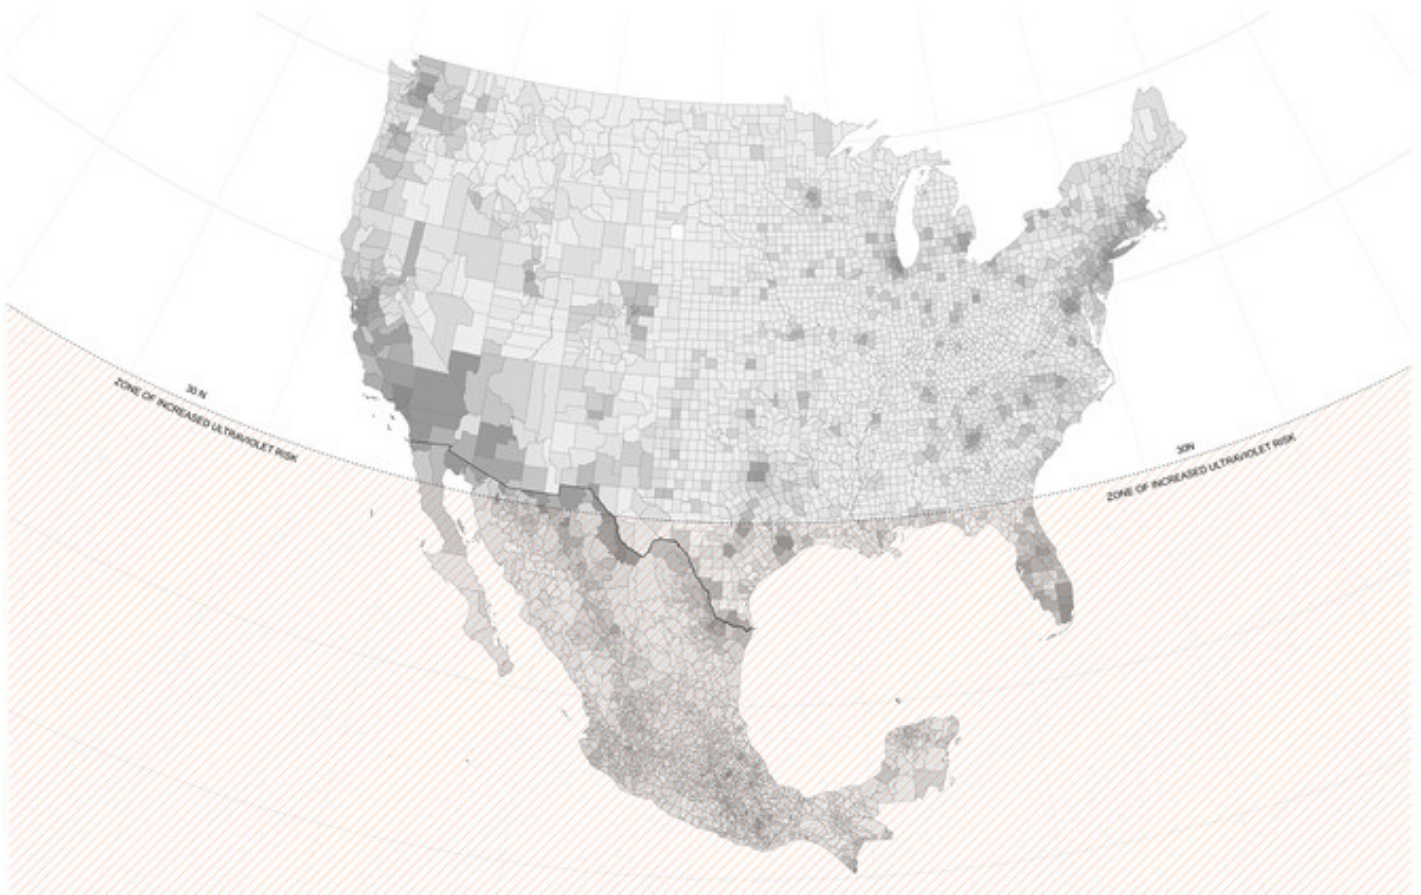 30 N
ZONE OF INCREASED ULTRAVIOLET RISK
30N
ZONE OF INCREASED ULTRAVIOLET RISK